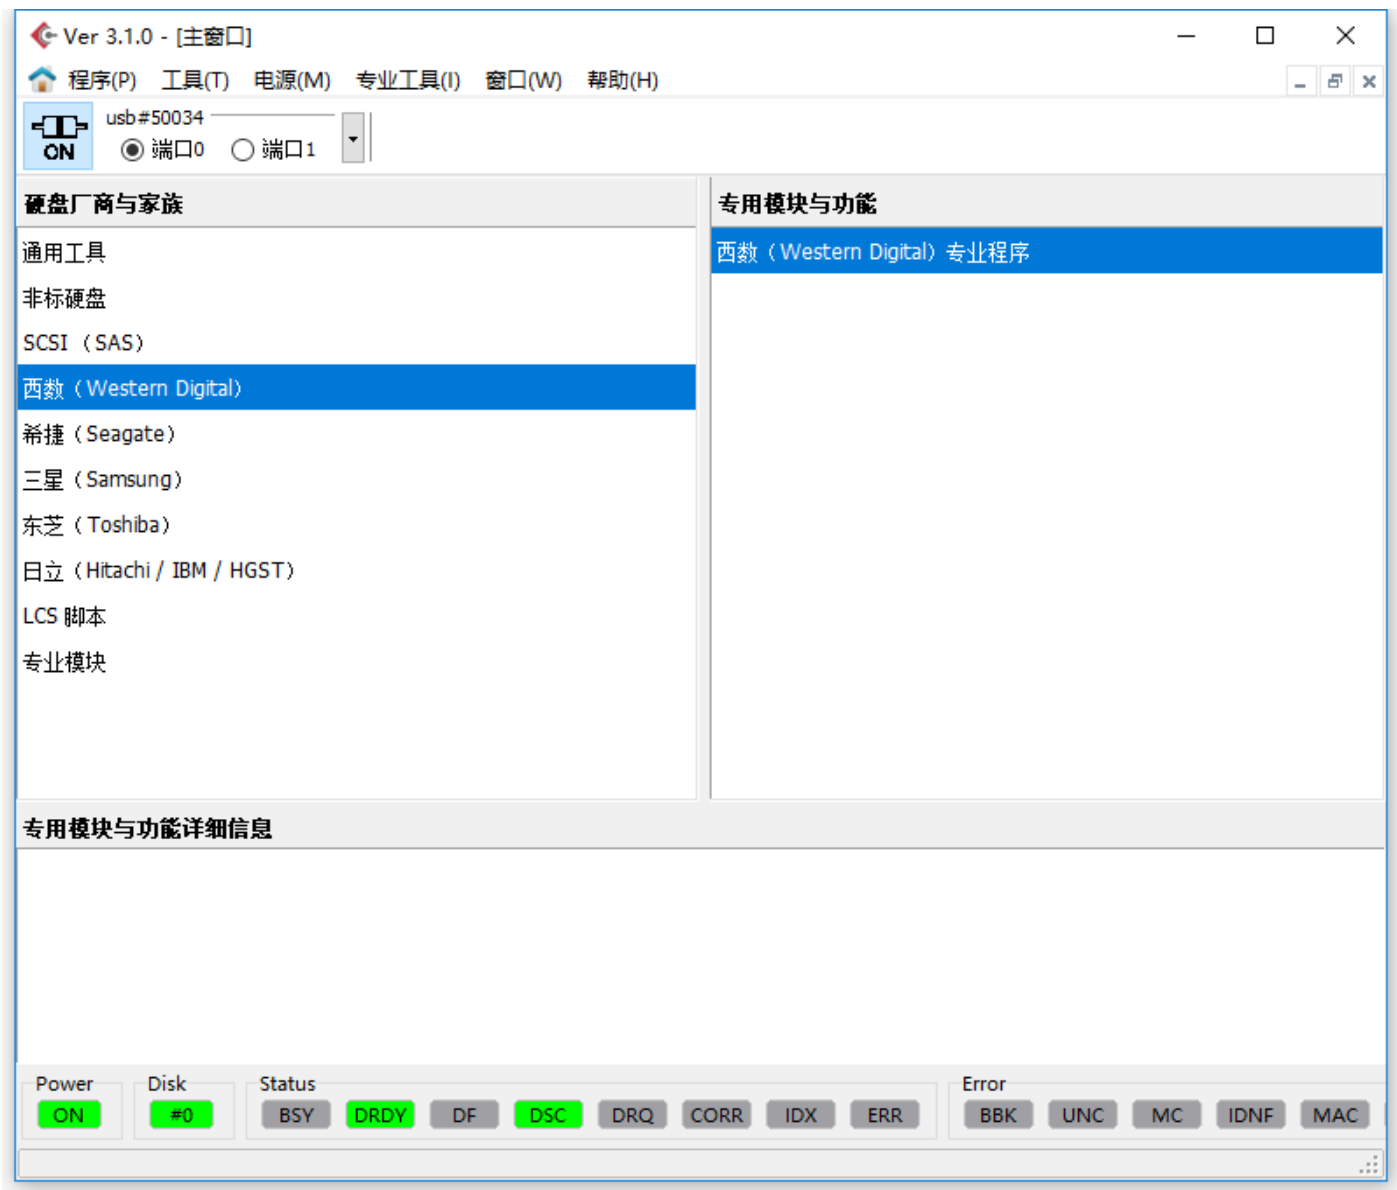 Ver 3.1.0 - [主窗口]
程序(P) 工具(T) 电源(M) 专业工具(I) 窗口(W) 帮助(H)
usb#50034
ON 端口0 端口1
硬盘厂商与家族
通用工具
非标硬盘
SCSI（SAS）
西数（Western Digital）
希捷（Seagate）
三星（Samsung）
东芝（Toshiba）
日立（Hitachi / IBM / HGST）
LCS 脚本
专业模块
专用模块与功能
西数（Western Digital）专业程序
专用模块与功能详细信息
Power Disk Status Error
ON #0 BSY DRDY DF DSC DRQ CORR IDX ERR BBK UNC MC IDNF MAC